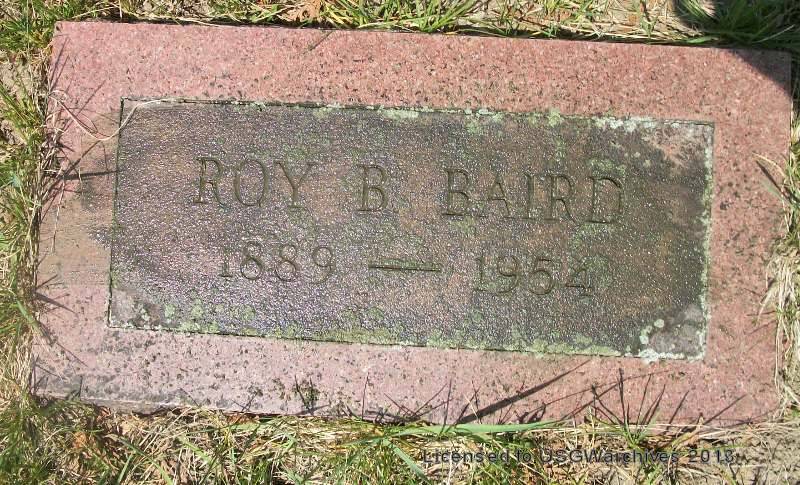 ROY B. BAIRD
1889 — 1954
Licensed to USGWarchives 2013